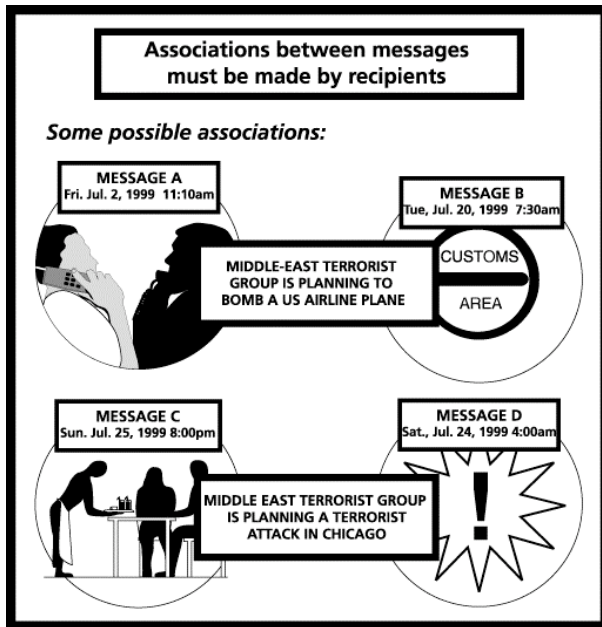 Associations between messages
must be made by recipients
Some possible associations:
MESSAGE A
Fri. Jul. 2, 1999 11:10am
MESSAGE B
Tue, Jul. 20, 1999 7:30am
MIDDLE-EAST TERRORIST
GROUP IS PLANNING TO
BOMB A US AIRLINE PLANE
CUSTOMS
AREA
MESSAGE C
Sun. Jul. 25, 1999 8:00pm
MESSAGE D
Sat., Jul. 24, 1999 4:00am
MIDDLE EAST TERRORIST GROUP
IS PLANNING A TERRORIST
ATTACK IN CHICAGO
!